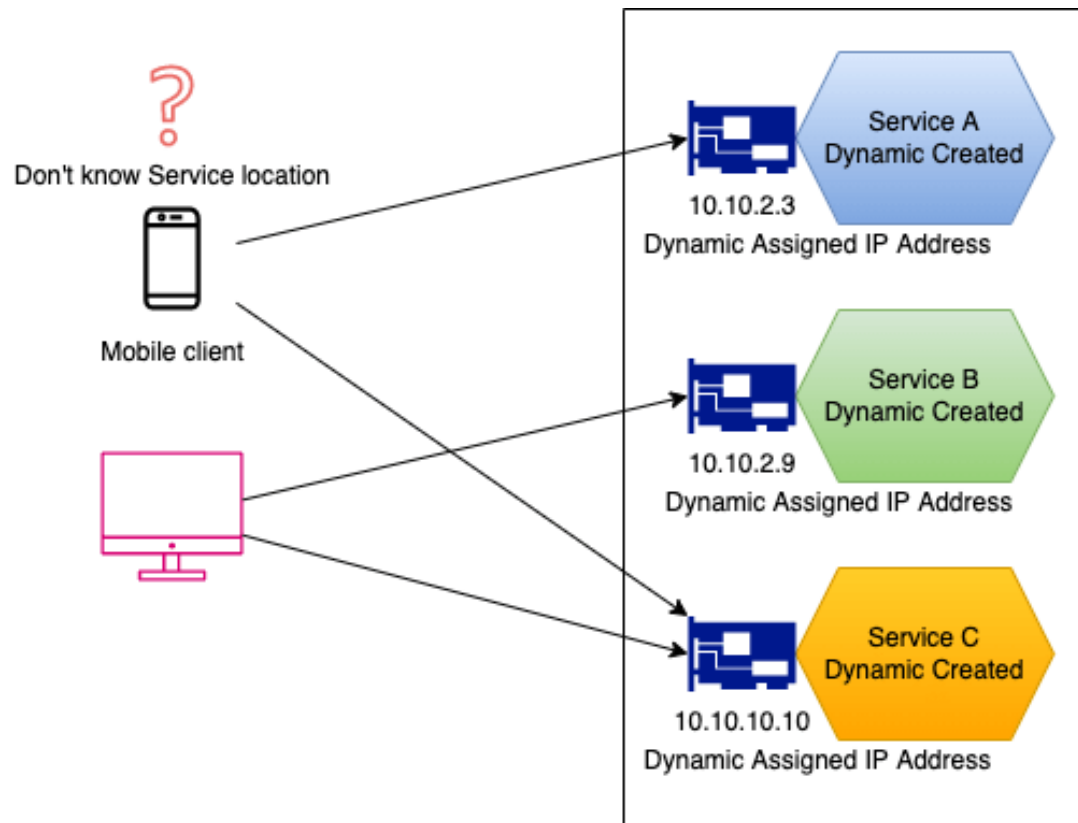 Don't know Service location
Mobile client
Service A
Dynamic Created
10.10.2.3
Dynamic Assigned IP Address
Service B
Dynamic Created
10.10.2.9
Dynamic Assigned IP Address
Service C
Dynamic Created
10.10.10.10
Dynamic Assigned IP Address